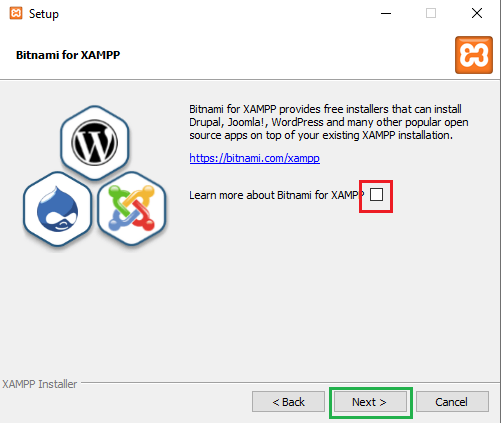 Setup
Bitnami for XAMPP
Bitnami for XAMPP provides free installers that can install
Drupal, Joomla!, WordPress and many other popular open
source apps on top of your existing XAMPP installation.
https://bitnami.com/xampp
Learn more about Bitnami for XAMPP
XAMPP Installer
< Back
Next >
Cancel